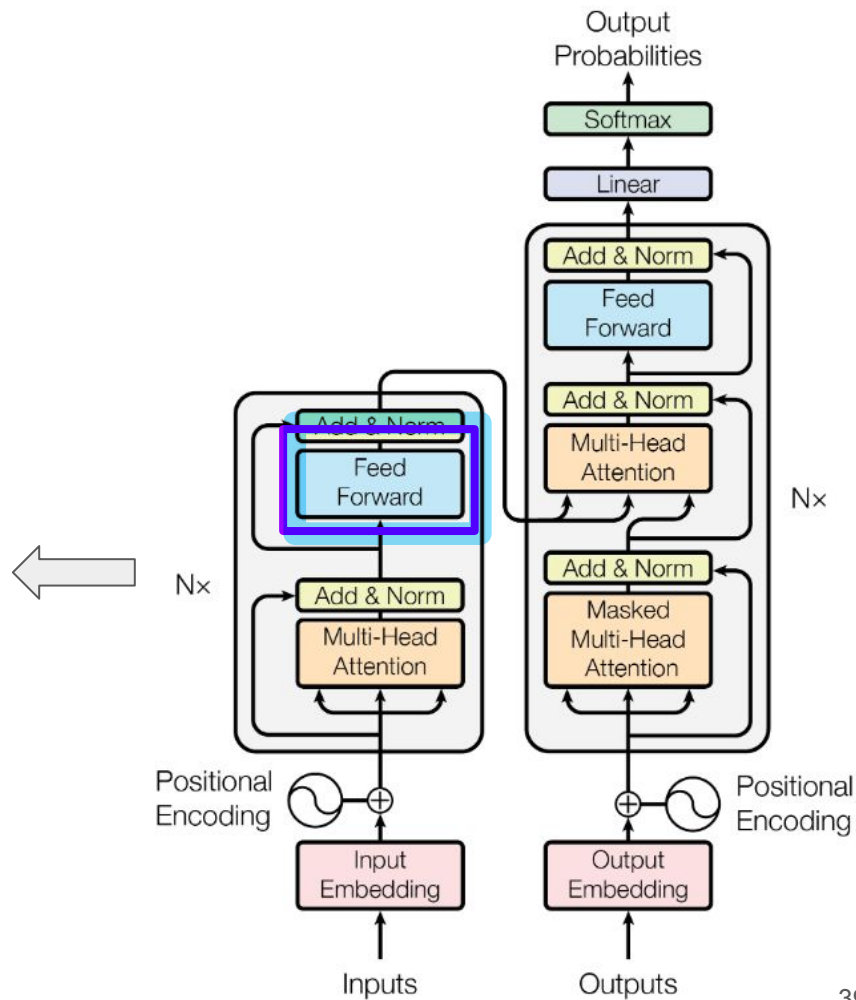 Output
Probabilities
Softmax
Linear
Add & Norm
Feed
Forward
Add & Norm
Multi-Head
Attention
Add & Norm
Masked
Multi-Head
Attention
Nx
Add & Norm
Feed
Forward
Nx
Add & Norm
Multi-Head
Attention
Positional
Encoding
Positional
Encoding
Input
Embedding
Output
Embedding
Inputs
Outputs